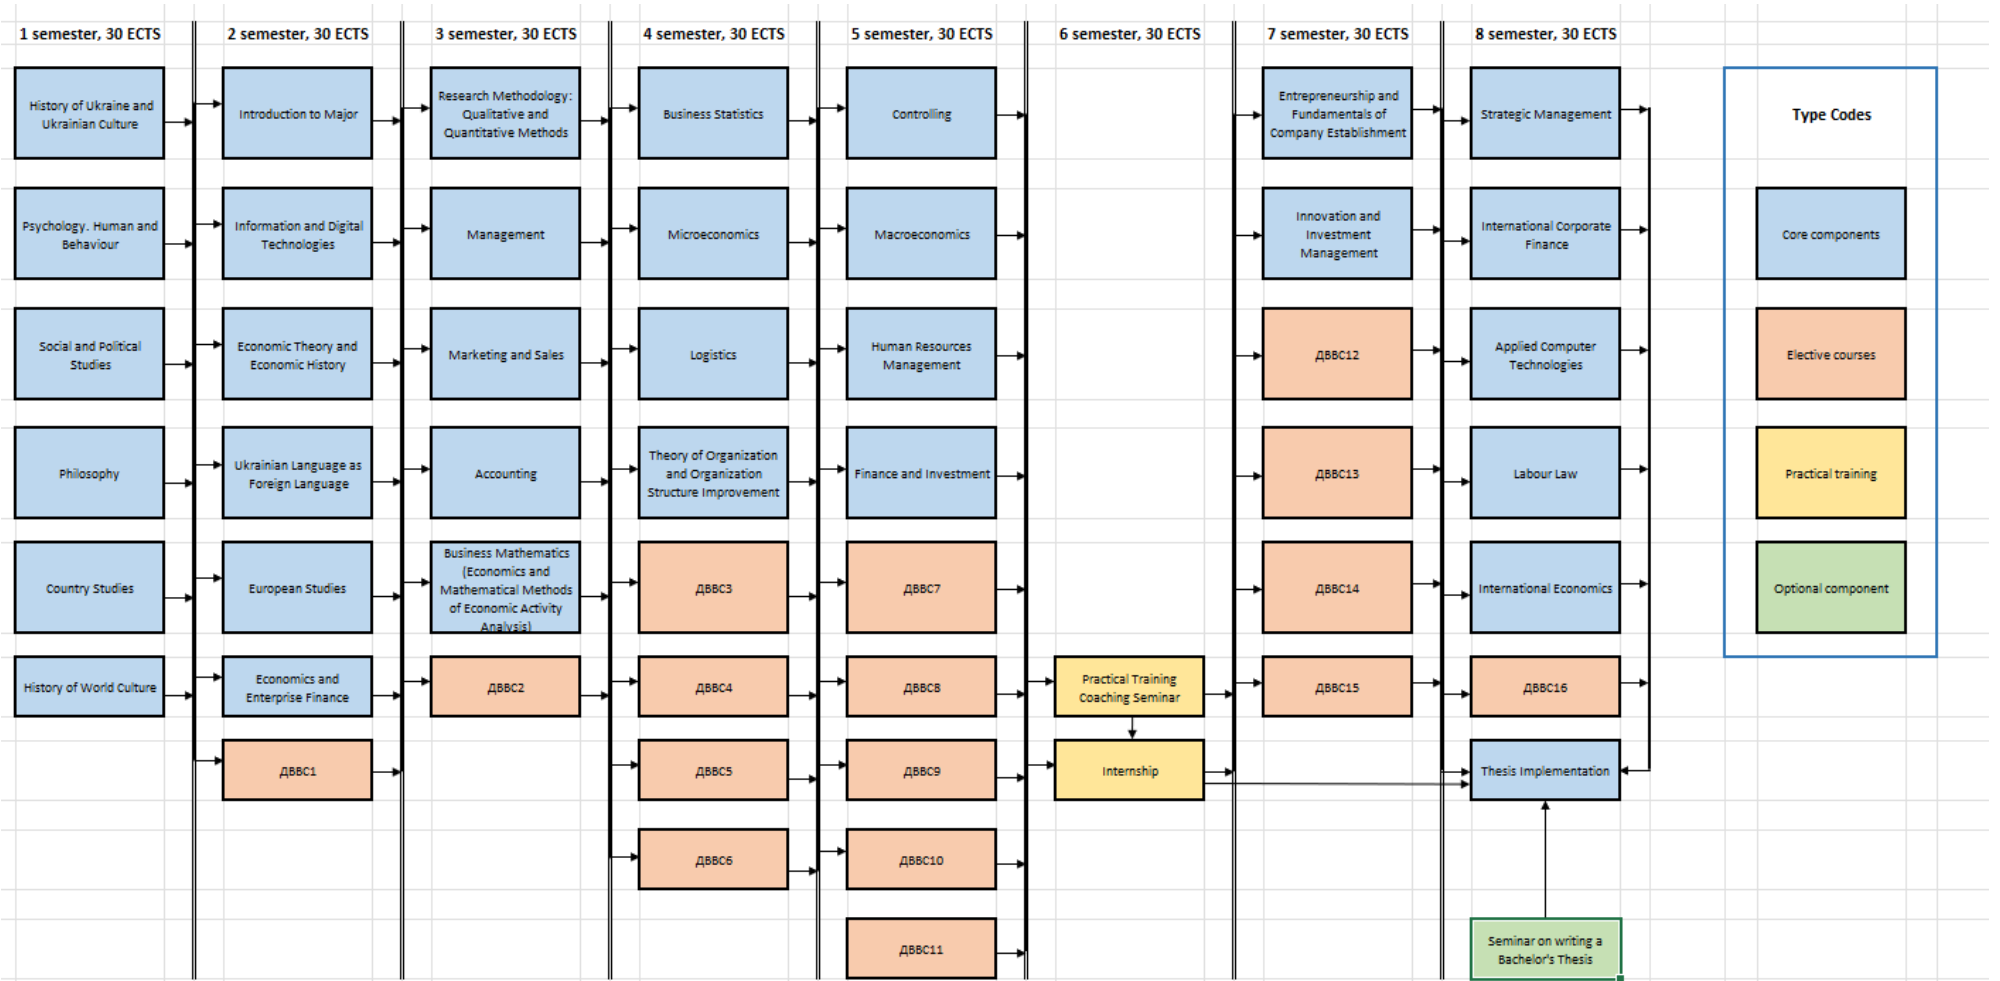 1 semester, 30 ECTS
2 semester, 30 ECTS
3 semester, 30 ECTS
4 semester, 30 ECTS
5 semester, 30 ECTS
6 semester, 30 ECTS
7 semester, 30 ECTS
8 semester, 30 ECTS
History of Ukraine and
Ukrainian Culture
Introduction to Major
Research Methodology:
Qualitative and
Quantitative Methods
Business Statistics
Controlling
Entrepreneurship and
Fundamentals of
Company Establishment
Strategic Management
Type Codes
Psychology. Human and
Behaviour
Information and Digital
Technologies
Management
Microeconomics
Macroeconomics
Innovation and
Investment
Management
International Corporate
Finance
Core components
Social and Political
Studies
Economic Theory and
Economic History
Marketing and Sales
Logistics
Human Resources
Management
ДВВС12
Applied Computer
Technologies
Elective courses
Philosophy
Ukrainian Language as
Foreign Language
Accounting
Theory of Organization
and Organization
Structure Improvement
Finance and Investment
ДВВС13
Labour Law
Practical training
Country Studies
European Studies
Business Mathematics
(Economics and
Mathematical Methods
of Economic Activity
Analysis)
ДВВС3
ДВВС7
ДВВС14
International Economics
Optional component
History of World Culture
Economics and
Enterprise Finance
ДВВС2
ДВВС4
ДВВС8
Practical Training
Coaching Seminar
ДВВС15
ДВВС16
ДВВС1
ДВВС5
ДВВС9
Internship
Thesis Implementation
ДВВС6
ДВВС10
ДВВС11
Seminar on writing a
Bachelor's Thesis